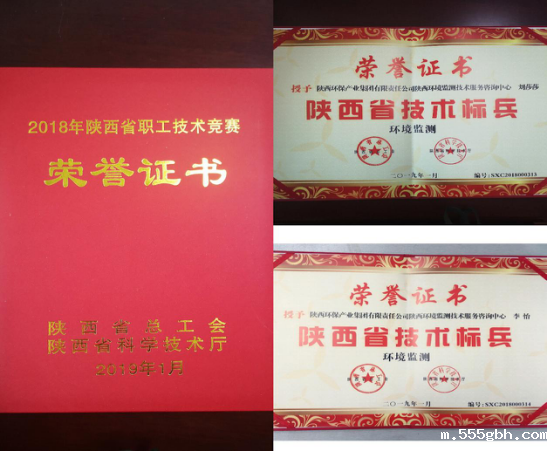 2018年陕西省职工技术竞赛
荣誉证书
陕西省总工会
陕西省科学技术厅
2019年1月
荣誉证书
授予 陕西环保产业集团有限责任公司陕西环境监测技术服务咨询中心 刘莎莎
陕西省技术标兵
环境监测
二〇一九年一月 编号:SXC2018000313
荣誉证书
授予 陕西环保产业集团有限责任公司陕西环境监测技术服务咨询中心 李怡
陕西省技术标兵
环境监测
二〇一九年一月 编号:SXC2018000314
m.555gbh.com